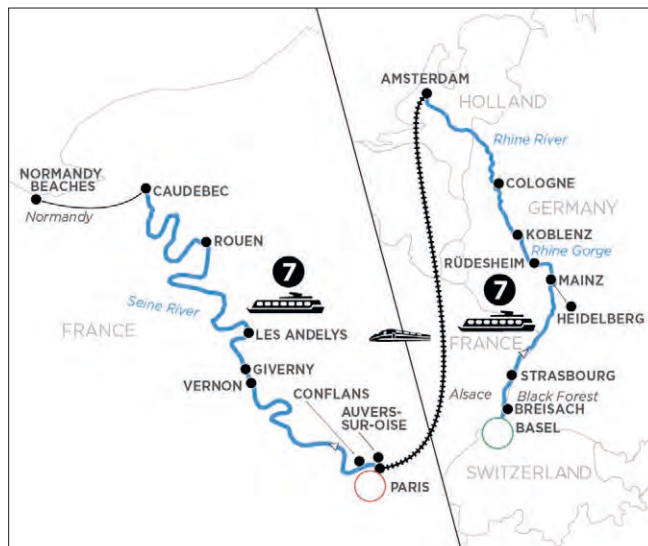 NORMANDY
BEACHES
Normandy
CAUDEBEC
ROUEN
7
Seine River
FRANCE
LES ANDELYS
GIVERNY
VERNON
CONFLANS
AUVERS-
SUR-OISE
PARIS
AMSTERDAM
HOLLAND
Rhine River
COLOGNE
GERMANY
KOBLENZ
Rhine Gorge
RÜDESHEIM
MAINZ
7
HEIDELBERG
FRANCE
STRASBOURG
Alsace
Black Forest
BREISACH
BASEL
SWITZERLAND